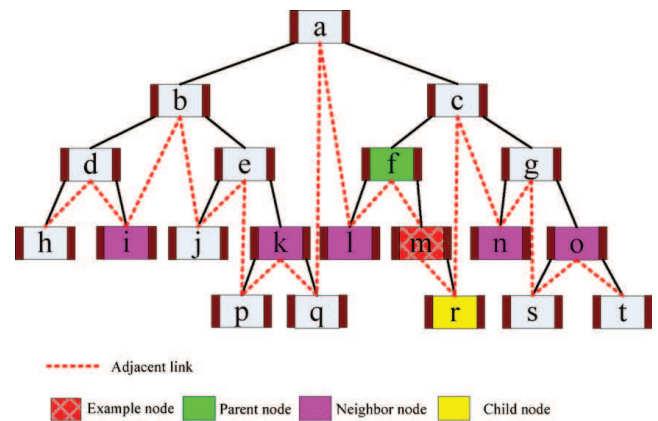 a
b c
d e f g
h i j k l m n o
p q r s t
Adjacent link
Example node Parent node Neighbor node Child node